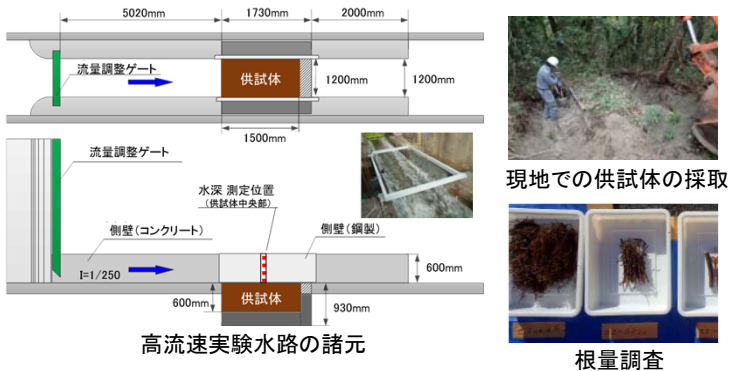 5020mm
1730mm
2000mm
流量調整ゲート
供試体
1200mm
1200mm
1500mm
流量調整ゲート
水深 測定位置
(供試体中央部)
側壁(コンクリート)
側壁(鋼製)
I=1/250
600mm
600mm
供試体
930mm
高流速実験水路の諸元
現地での供試体の採取
根量調査